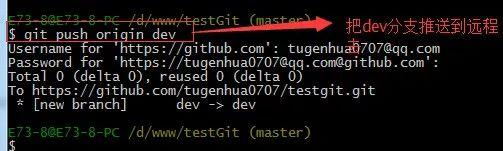 E73-8@E73-8-PC /d/www/testGit (master)
$ git push origin dev
把dev分支推送到远程
去
Username for 'https://github.com': tugenhua0707@qq.com
Password for 'https://tugenhua0707@qq.com@github.com':
Total 0 (delta 0), reused 0 (delta 0)
To https://github.com/tugenhua0707/testgit.git
* [new branch] dev -> dev
E73-8@E73-8-PC /d/www/testGit (master)
$